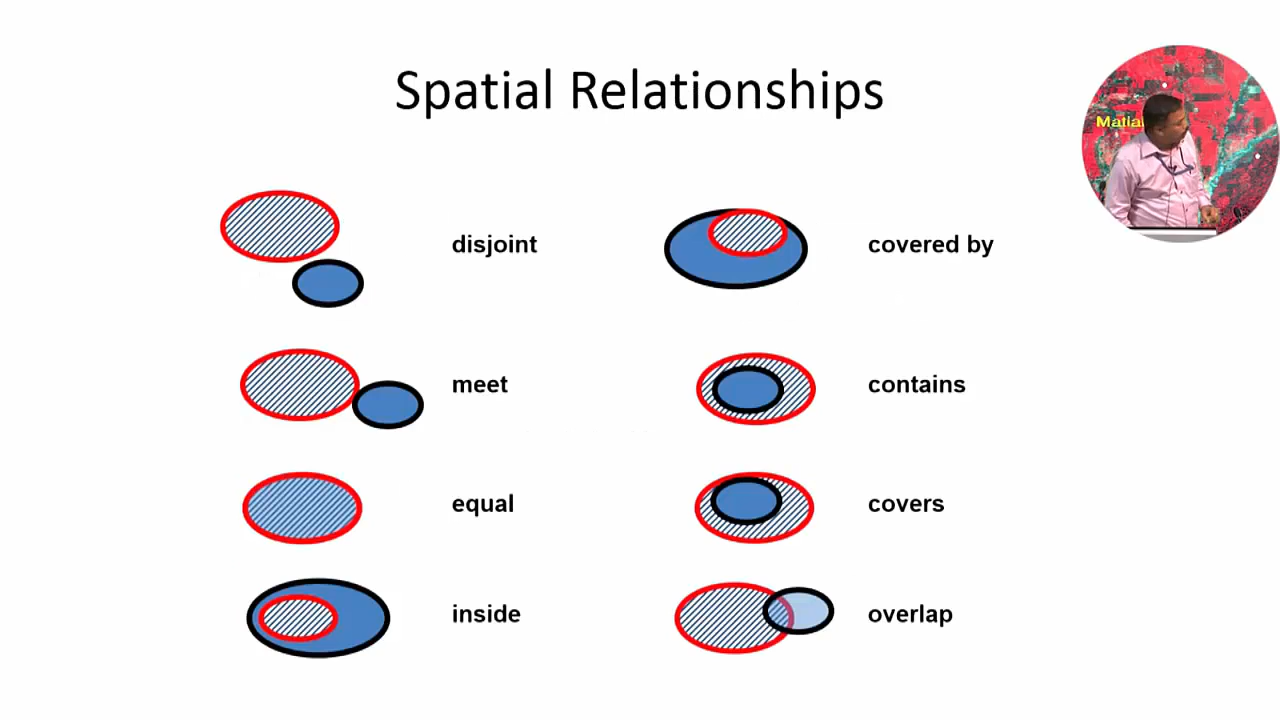 Spatial Relationships
disjoint
covered by
meet
contains
equal
covers
inside
overlap